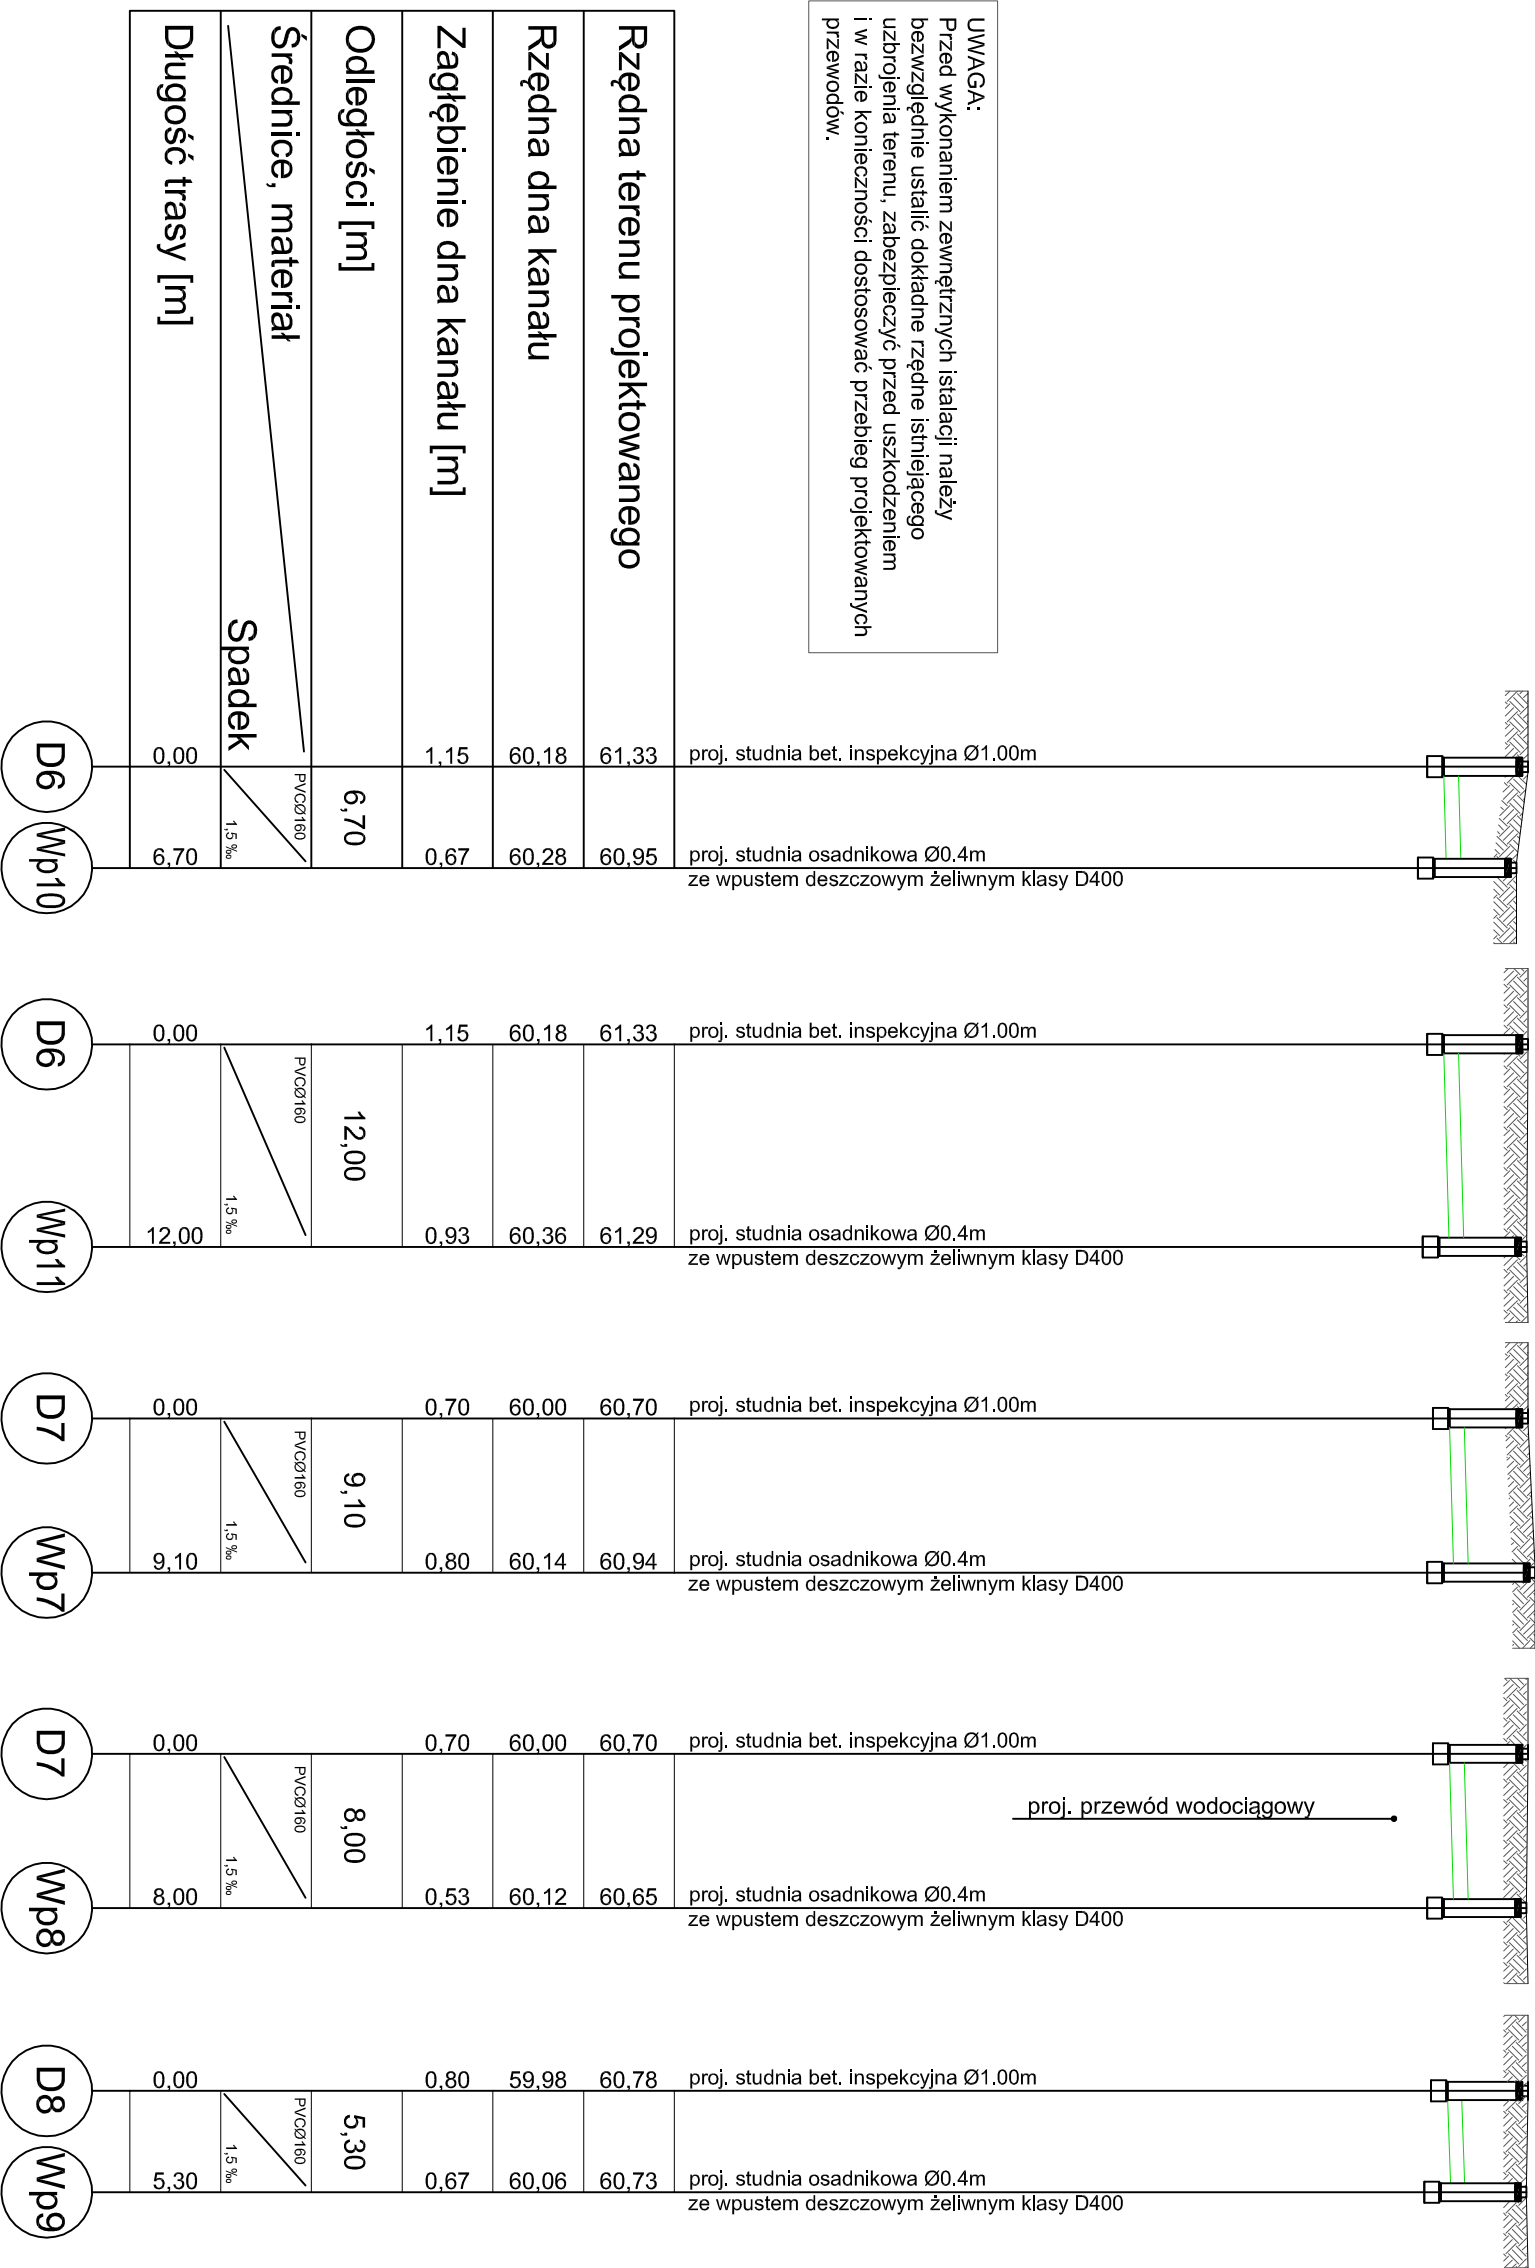 UWAGA:
Przed wykonaniem zewnętrznych istalacji należy
bezwzględnie ustalić dokładne rzędne istniejącego
uzbrojenia terenu, zabezpieczyć przed uszkodzeniem
i w razie konieczności dostosować przebieg projektowanych
przewodów.
Rzędna terenu projektowanego
Rzędna dna kanału
Zagłębienie dna kanału [m]
Odległości [m]
Średnice, materiał
Spadek
Długość trasy [m]
proj. studnia bet. inspekcyjna Ø1.00m
61,33
60,18
1,15
0,00
D6
6,70
PVCØ160
1,5 ‰
proj. studnia osadnikowa Ø0.4m
ze wpustem deszczowym żeliwnym klasy D400
60,95
60,28
0,67
6,70
Wp10
proj. studnia bet. inspekcyjna Ø1.00m
61,33
60,18
1,15
0,00
D6
12,00
PVCØ160
1,5 ‰
proj. studnia osadnikowa Ø0.4m
ze wpustem deszczowym żeliwnym klasy D400
61,29
60,36
0,93
12,00
Wp11
proj. studnia bet. inspekcyjna Ø1.00m
60,70
60,00
0,70
0,00
D7
9,10
PVCØ160
1,5 ‰
proj. studnia osadnikowa Ø0.4m
ze wpustem deszczowym żeliwnym klasy D400
60,94
60,14
0,80
9,10
Wp7
proj. studnia bet. inspekcyjna Ø1.00m
60,70
60,00
0,70
0,00
D7
proj. przewód wodociągowy
8,00
PVCØ160
1,5 ‰
proj. studnia osadnikowa Ø0.4m
ze wpustem deszczowym żeliwnym klasy D400
60,65
60,12
0,53
8,00
Wp8
proj. studnia bet. inspekcyjna Ø1.00m
60,78
59,98
0,80
0,00
D8
5,30
PVCØ160
1,5 ‰
proj. studnia osadnikowa Ø0.4m
ze wpustem deszczowym żeliwnym klasy D400
60,73
60,06
0,67
5,30
Wp9